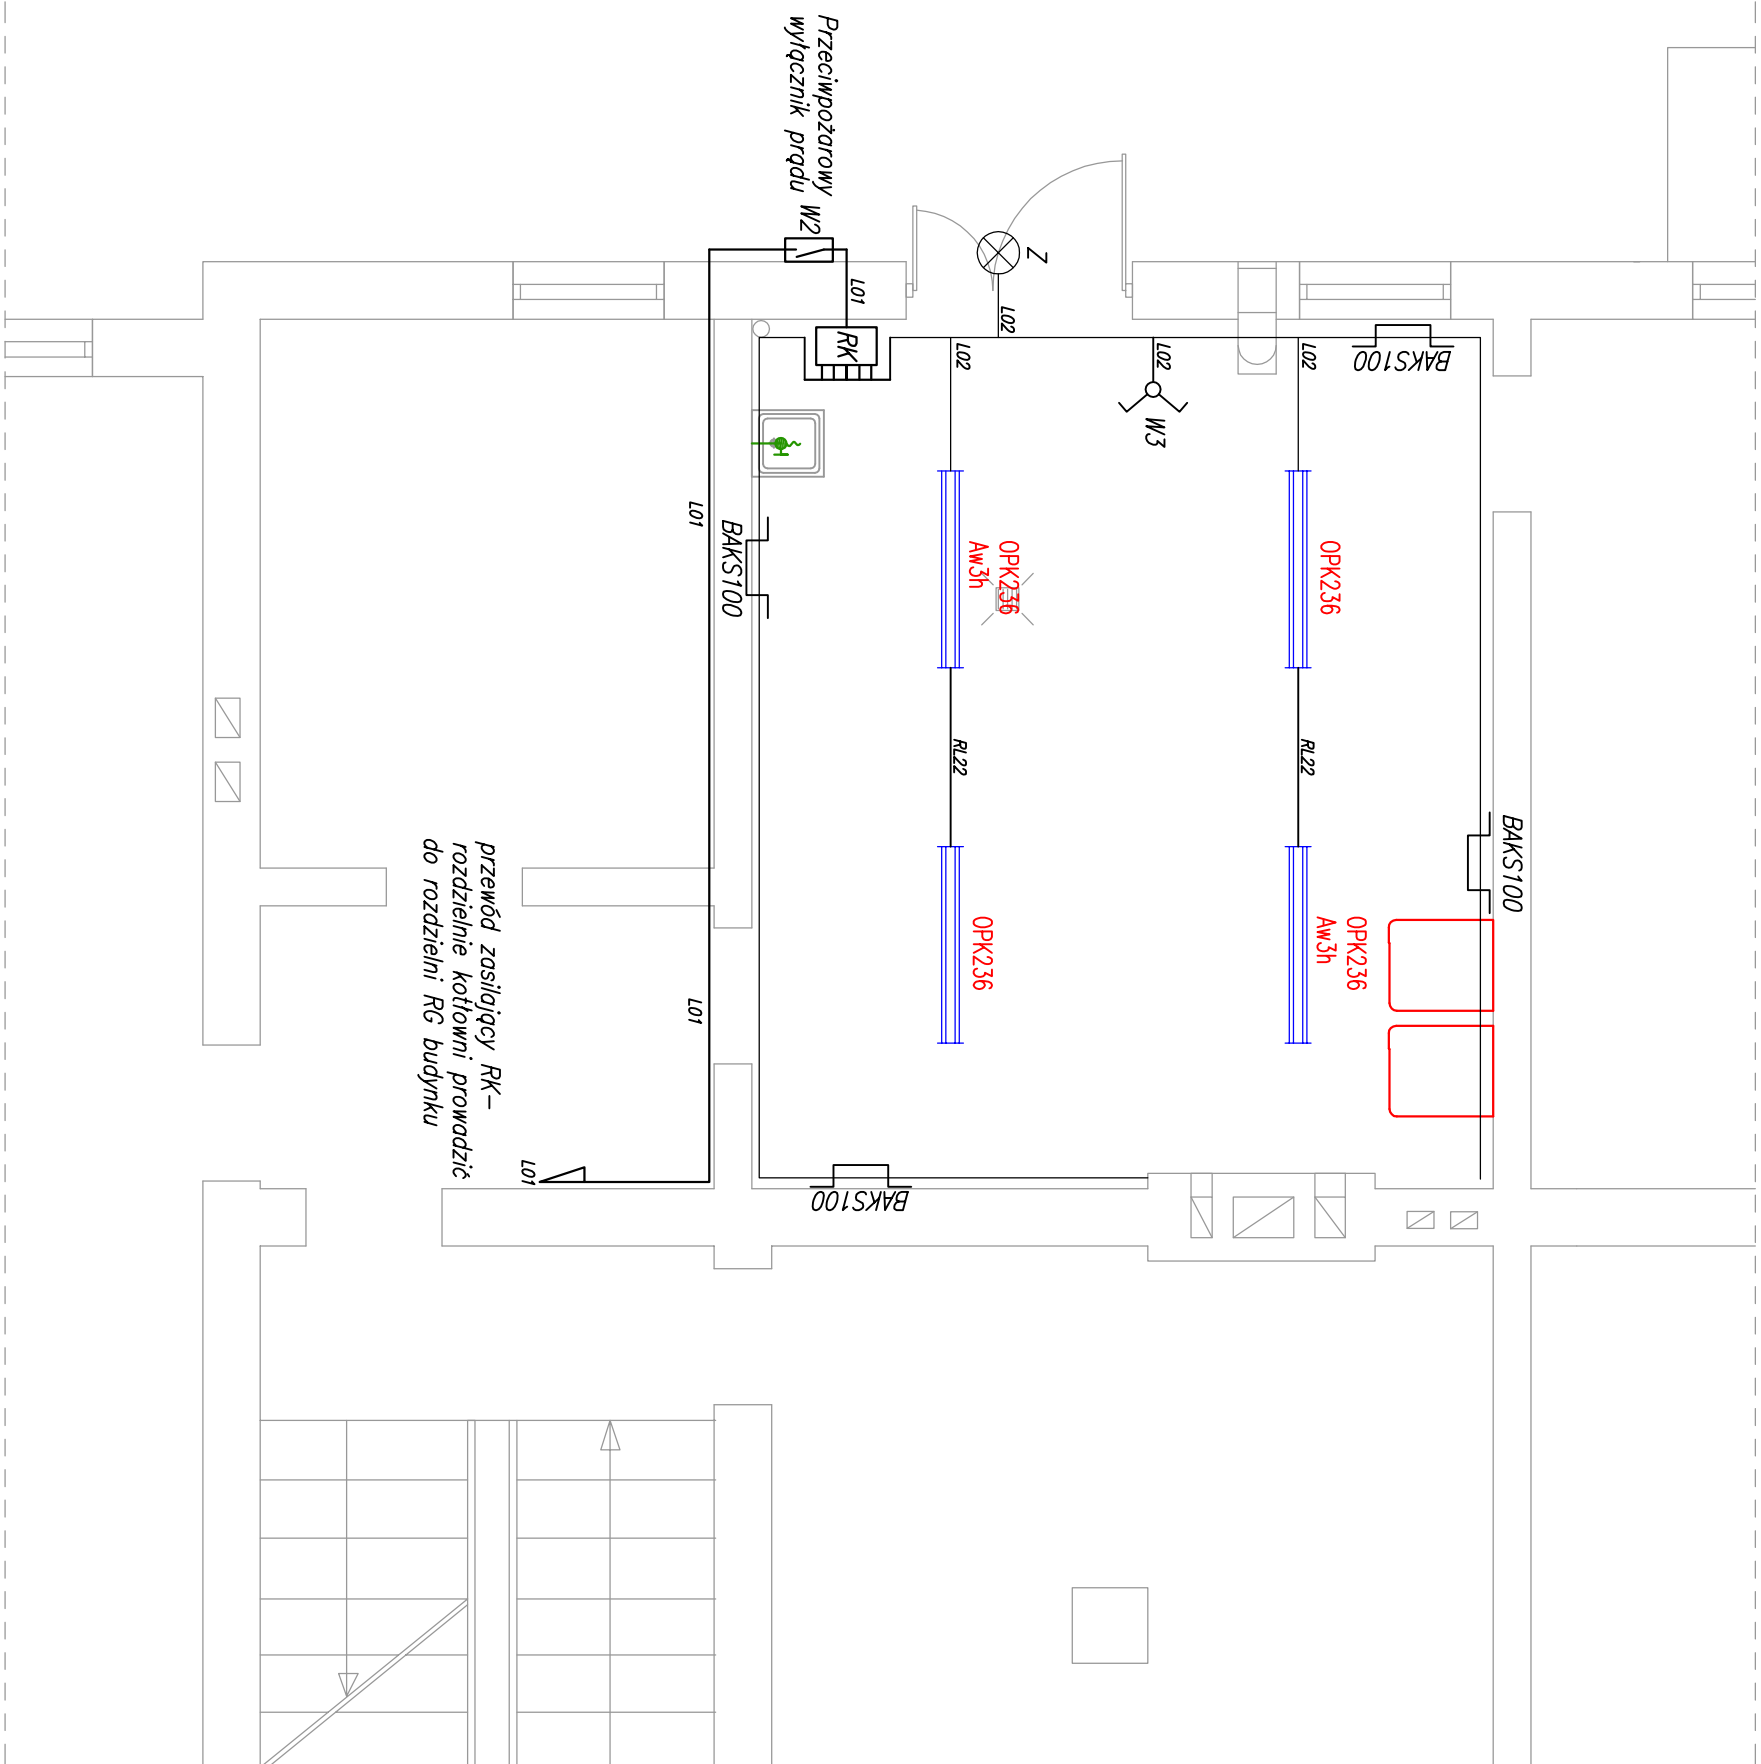 Przeciwpożarowy
wyłącznik prądu W2
Z
L01
L02
RK
L02
L02
L02
BAKS100
W3
L01
BAKS100
OPK236
Aw3h
OPK236
RL22
RL22
BAKS100
OPK236
OPK236
Aw3h
przewód zasilający RK-
rozdzielnie kotłowni prowadzić
do rozdzielni RG budynku
L01
L01
BAKS100